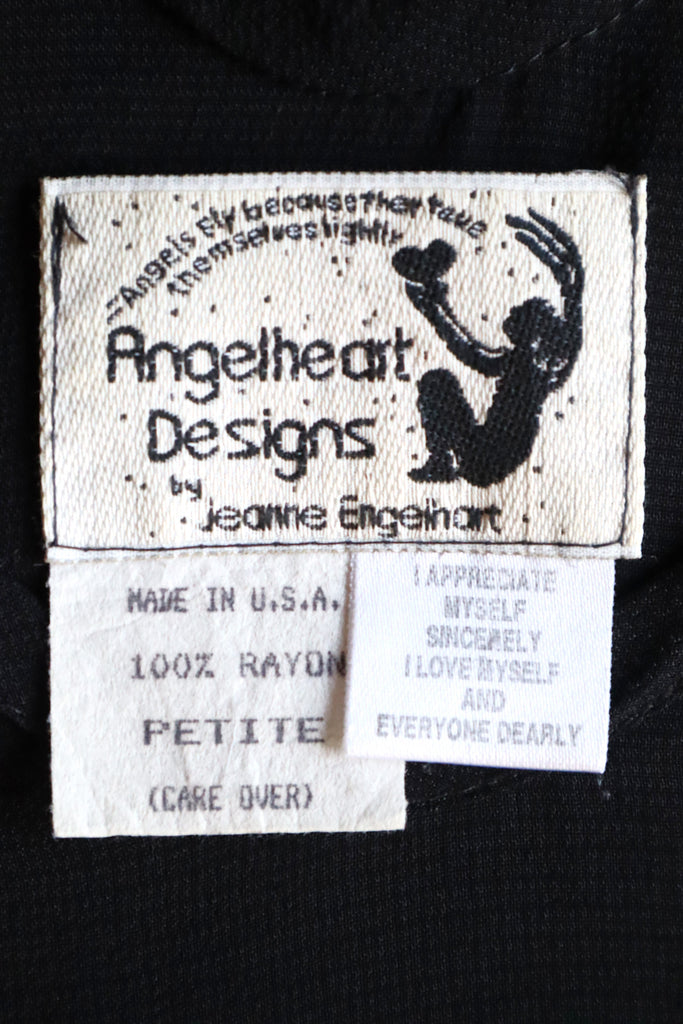 "Angels fly because they take
themselves lightly
Angelheart
Designs
by
Jeanne Engelhart
MADE IN U.S.A.
100% RAYON
PETITE
(CARE OVER)
I APPRECIATE
MYSELF
SINCERELY
I LOVE MYSELF
AND
EVERYONE DEARLY